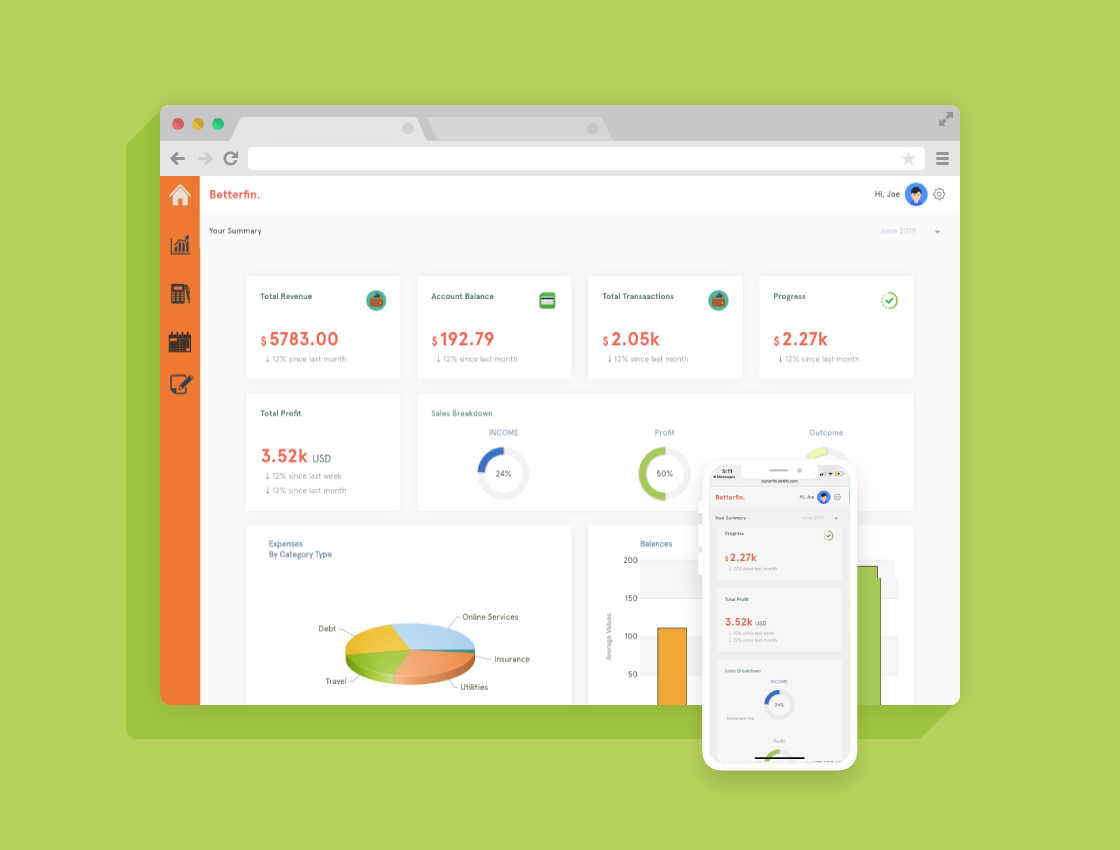 Betterfin.
Hi, Joe
Your Summary
June 2019
Total Revenue
$ 5783.00
↓ 12% since last month
Account Balance
$ 192.79
↓ 12% since last month
Total Transaactions
$ 2.05k
↓ 12% since last month
Progress
$ 2.27k
↓ 12% since last month
Total Profit
3.52k USD
↓ 12% since last week
↓ 12% since last month
Sales Breakdown
INCOME
24%
Profit
50%
Outcome
Expenses
By Category Type
Debt
Online Services
Insurance
Utilities
Travel
Balances
200
150
100
50
Average Values
5:11
Messages
Betterfin.
Hi, Joe
Your Summary
June 2019
Progress
$ 2.27k
↓ 12% since last month
Total Profit
3.52k USD
↓ 12% since last week
↓ 12% since last month
Sales Breakdown
INCOME
24%
Profit